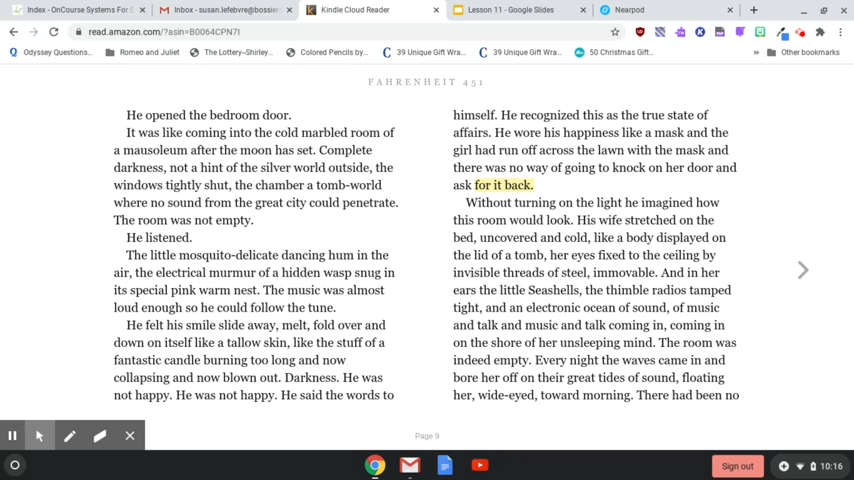 Index - OnCourse Systems For E
Inbox - susan.lefebvre@bossier
Kindle Cloud Reader
Lesson 11 - Google Slides
Nearpod
read.amazon.com/?asin=B0064CPN7I
Odyssey Questions...
Romeo and Juliet
The Lottery--Shirley...
Colored Pencils by...
39 Unique Gift Wra...
39 Unique Gift Wra...
50 Christmas Gift...
Other bookmarks
FAHRENHEIT 451
He opened the bedroom door.
It was like coming into the cold marbled room of
a mausoleum after the moon has set. Complete
darkness, not a hint of the silver world outside, the
windows tightly shut, the chamber a tomb-world
where no sound from the great city could penetrate.
The room was not empty.
He listened.
The little mosquito-delicate dancing hum in the
air, the electrical murmur of a hidden wasp snug in
its special pink warm nest. The music was almost
loud enough so he could follow the tune.
He felt his smile slide away, melt, fold over and
down on itself like a tallow skin, like the stuff of a
fantastic candle burning too long and now
collapsing and now blown out. Darkness. He was
not happy. He was not happy. He said the words to
himself. He recognized this as the true state of
affairs. He wore his happiness like a mask and the
girl had run off across the lawn with the mask and
there was no way of going to knock on her door and
ask for it back.
Without turning on the light he imagined how
this room would look. His wife stretched on the
bed, uncovered and cold, like a body displayed on
the lid of a tomb, her eyes fixed to the ceiling by
invisible threads of steel, immovable. And in her
ears the little Seashells, the thimble radios tamped
tight, and an electronic ocean of sound, of music
and talk and music and talk coming in, coming in
on the shore of her unsleeping mind. The room was
indeed empty. Every night the waves came in and
bore her off on their great tides of sound, floating
her, wide-eyed, toward morning. There had been no
Page 9
Sign out
10:16